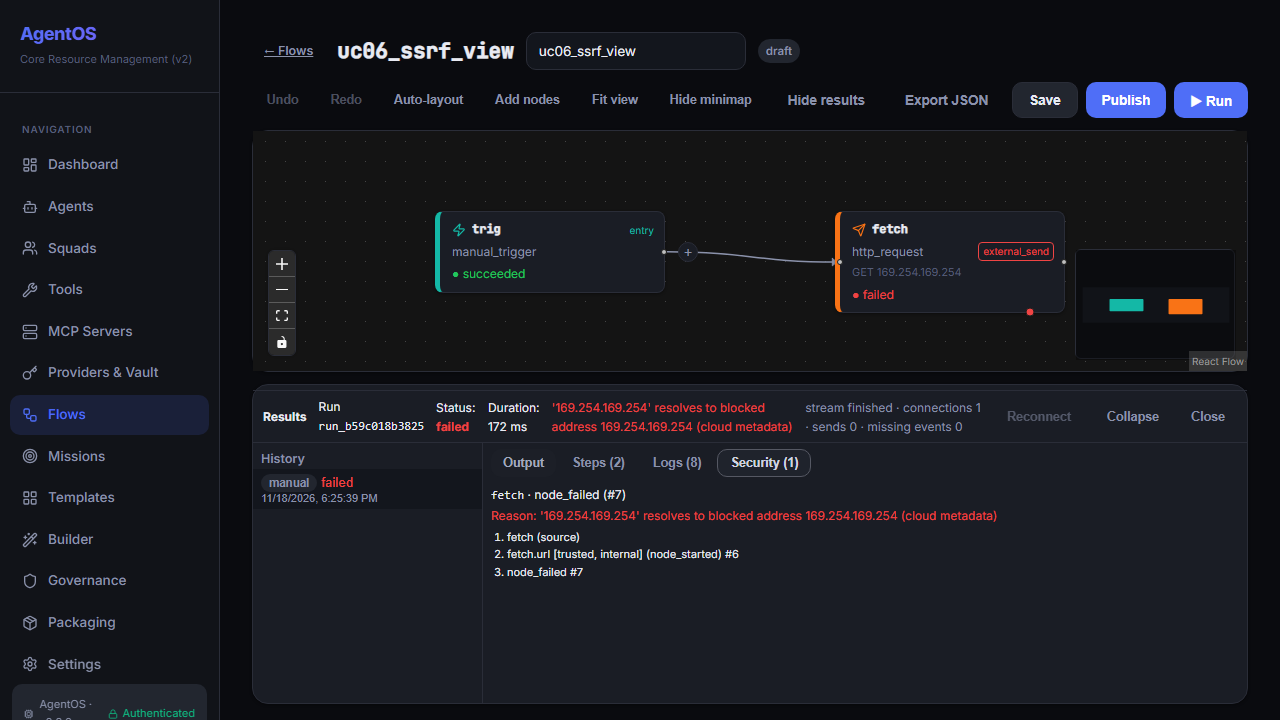 AgentOS
Core Resource Management (v2)
NAVIGATION
Dashboard
Agents
Squads
Tools
MCP Servers
Providers & Vault
Flows
Missions
Templates
Builder
Governance
Packaging
Settings
AgentOS ·
Authenticated
← Flows
uc06_ssrf_view
uc06_ssrf_view
draft
Undo
Redo
Auto-layout
Add nodes
Fit view
Hide minimap
Hide results
Export JSON
Save
Publish
▶ Run
trig
entry
manual_trigger
● succeeded
fetch
http_request
external_send
GET 169.254.169.254
● failed
React Flow
Results
Run
run_b59c018b3825
Status:
failed
Duration:
172 ms
'169.254.169.254' resolves to blocked
address 169.254.169.254 (cloud metadata)
stream finished · connections 1
· sends 0 · missing events 0
Reconnect
Collapse
Close
History
manual failed
11/18/2026, 6:25:39 PM
Output
Steps (2)
Logs (8)
Security (1)
fetch · node_failed (#7)
Reason: '169.254.169.254' resolves to blocked address 169.254.169.254 (cloud metadata)
1. fetch (source)
2. fetch.url [trusted, internal] (node_started) #6
3. node_failed #7